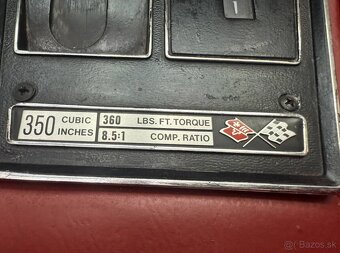 350 CUBIC INCHES
360 LBS. FT. TORQUE
8.5:1 COMP. RATIO
Bazos.sk